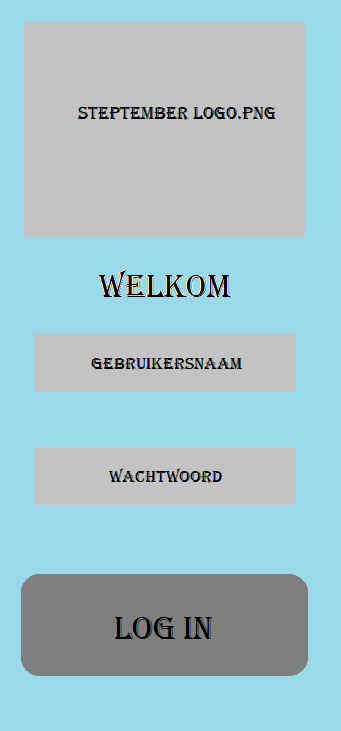 STEPTEMBER LOGO.PNG
WELKOM
GEBRUIKERSNAAM
WACHTWOORD
LOG IN